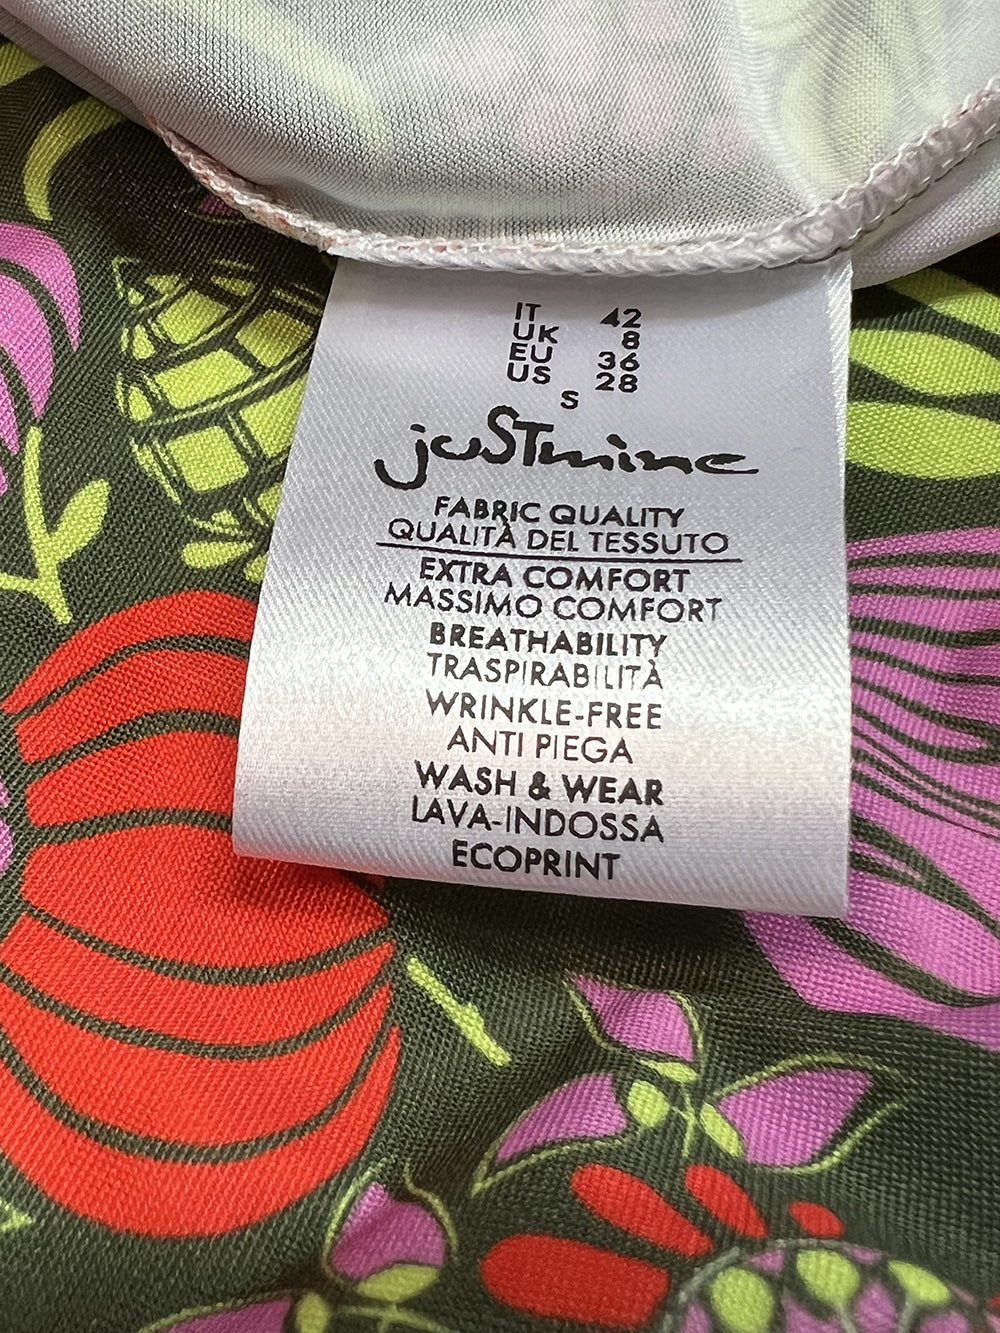 IT 42
UK 8
EU 36
US 28
S
juSTmine
FABRIC QUALITY
QUALITÀ DEL TESSUTO
EXTRA COMFORT
MASSIMO COMFORT
BREATHABILITY
TRASPIRABILITÀ
WRINKLE-FREE
ANTI PIEGA
WASH & WEAR
LAVA-INDOSSA
ECOPRINT